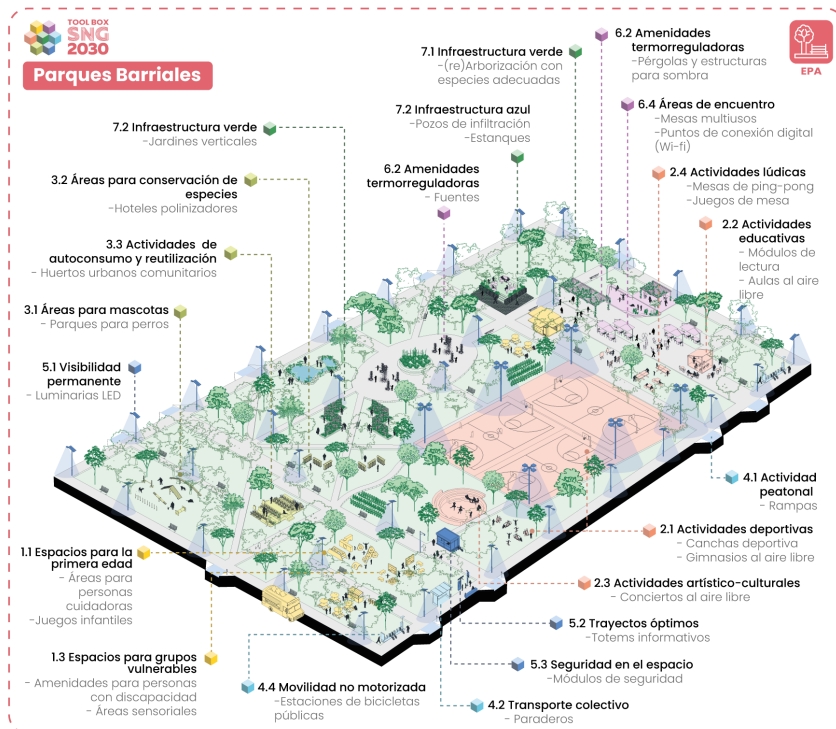 TOOL BOX
SNG
2030
Parques Barriales
EPA
7.1 Infraestructura verde
-(re)Arborización con
especies adecuadas
6.2 Amenidades
termorreguladoras
-Pérgolas y estructuras
para sombra
7.2 Infraestructura azul
-Pozos de infiltración
-Estanques
6.4 Áreas de encuentro
-Mesas multiusos
-Puntos de conexión digital
(Wi-fi)
7.2 Infraestructura verde
-Jardines verticales
6.2 Amenidades
termorreguladoras
- Fuentes
2.4 Actividades lúdicas
-Mesas de ping-pong
-Juegos de mesa
3.2 Áreas para conservación de
especies
-Hoteles polinizadores
2.2 Actividades
educativas
- Módulos de
lectura
- Aulas al aire
libre
3.3 Actividades de
autoconsumo y reutilización
- Huertos urbanos comunitarios
3.1 Áreas para mascotas
- Parques para perros
5.1 Visibilidad
permanente
- Luminarias LED
4.1 Actividad
peatonal
- Rampas
2.1 Actividades deportivas
- Canchas deportiva
- Gimnasios al aire libre
1.1 Espacios para la
primera edad
- Áreas para
personas
cuidadoras
-Juegos infantiles
2.3 Actividades artístico-culturales
- Conciertos al aire libre
5.2 Trayectos óptimos
- Totems informativos
1.3 Espacios para grupos
vulnerables
- Amenidades para personas
con discapacidad
- Áreas sensoriales
5.3 Seguridad en el espacio
-Módulos de seguridad
4.4 Movilidad no motorizada
-Estaciones de bicicletas
públicas
4.2 Transporte colectivo
- Paraderos